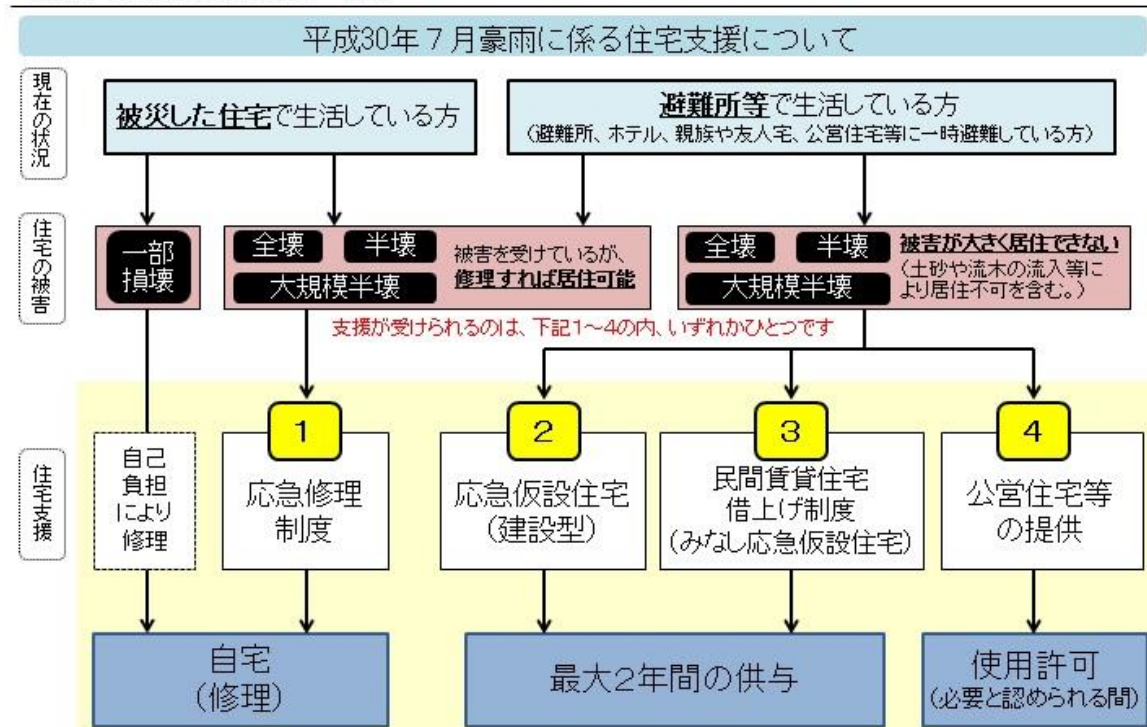 平成30年７月豪雨に係る住宅支援について
現在の状況
被災した住宅で生活している方
避難所等で生活している方
(避難所、ホテル、親族や友人宅、公営住宅等に一時避難している方)
住宅の被害
一部
損壊
全壊
半壊
大規模半壊
被害を受けているが、
修理すれば居住可能
全壊
半壊
大規模半壊
被害が大きく居住できない
(土砂や流木の流入等に
より居住不可を含む。)
支援が受けられるのは、下記1～4の内、いずれかひとつです
住宅支援
自己
負担
により
修理
1
応急修理
制度
2
応急仮設住宅
(建設型)
3
民間賃貸住宅
借上げ制度
(みなし応急仮設住宅)
4
公営住宅等
の提供
自宅
(修理)
最大２年間の供与
使用許可
(必要と認められる間)